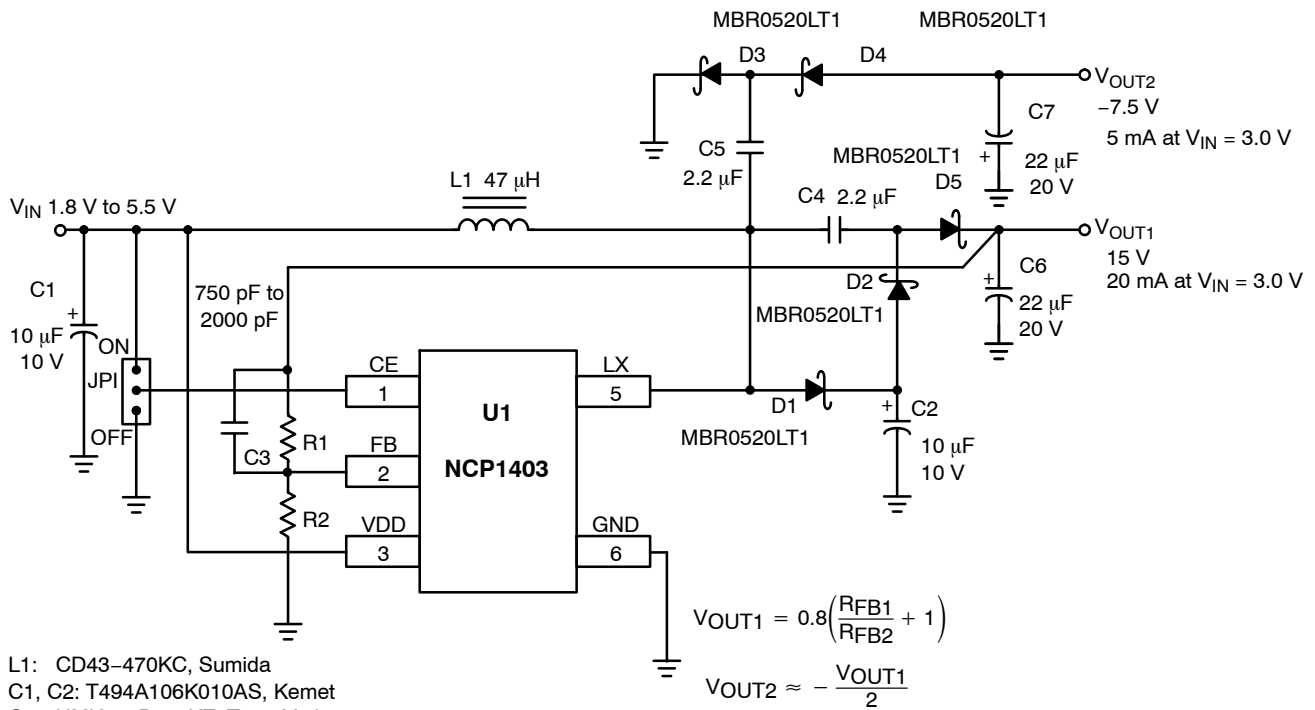 MBR0520LT1 MBR0520LT1
D3 D4
VOUT2
−7.5 V
5 mA at VIN = 3.0 V
C7
22 μF
20 V
+
C5
2.2 μF
MBR0520LT1
D5
L1 47 μH
C4 2.2 μF
VIN 1.8 V to 5.5 V
VOUT1
15 V
20 mA at VIN = 3.0 V
C6
22 μF
20 V
+
C1
+
10 μF
10 V
750 pF to
2000 pF
D2
MBR0520LT1
ON
JPI
OFF
CE
1
LX
5
U1
NCP1403
D1
MBR0520LT1
+
C2
10 μF
10 V
C3
R1
FB
2
R2
VDD
3
GND
6
VOUT1 = 0.8(RFB1/RFB2 + 1)
VOUT2 ≈ − VOUT1/2
L1: CD43−470KC, Sumida
C1, C2: T494A106K010AS, Kemet